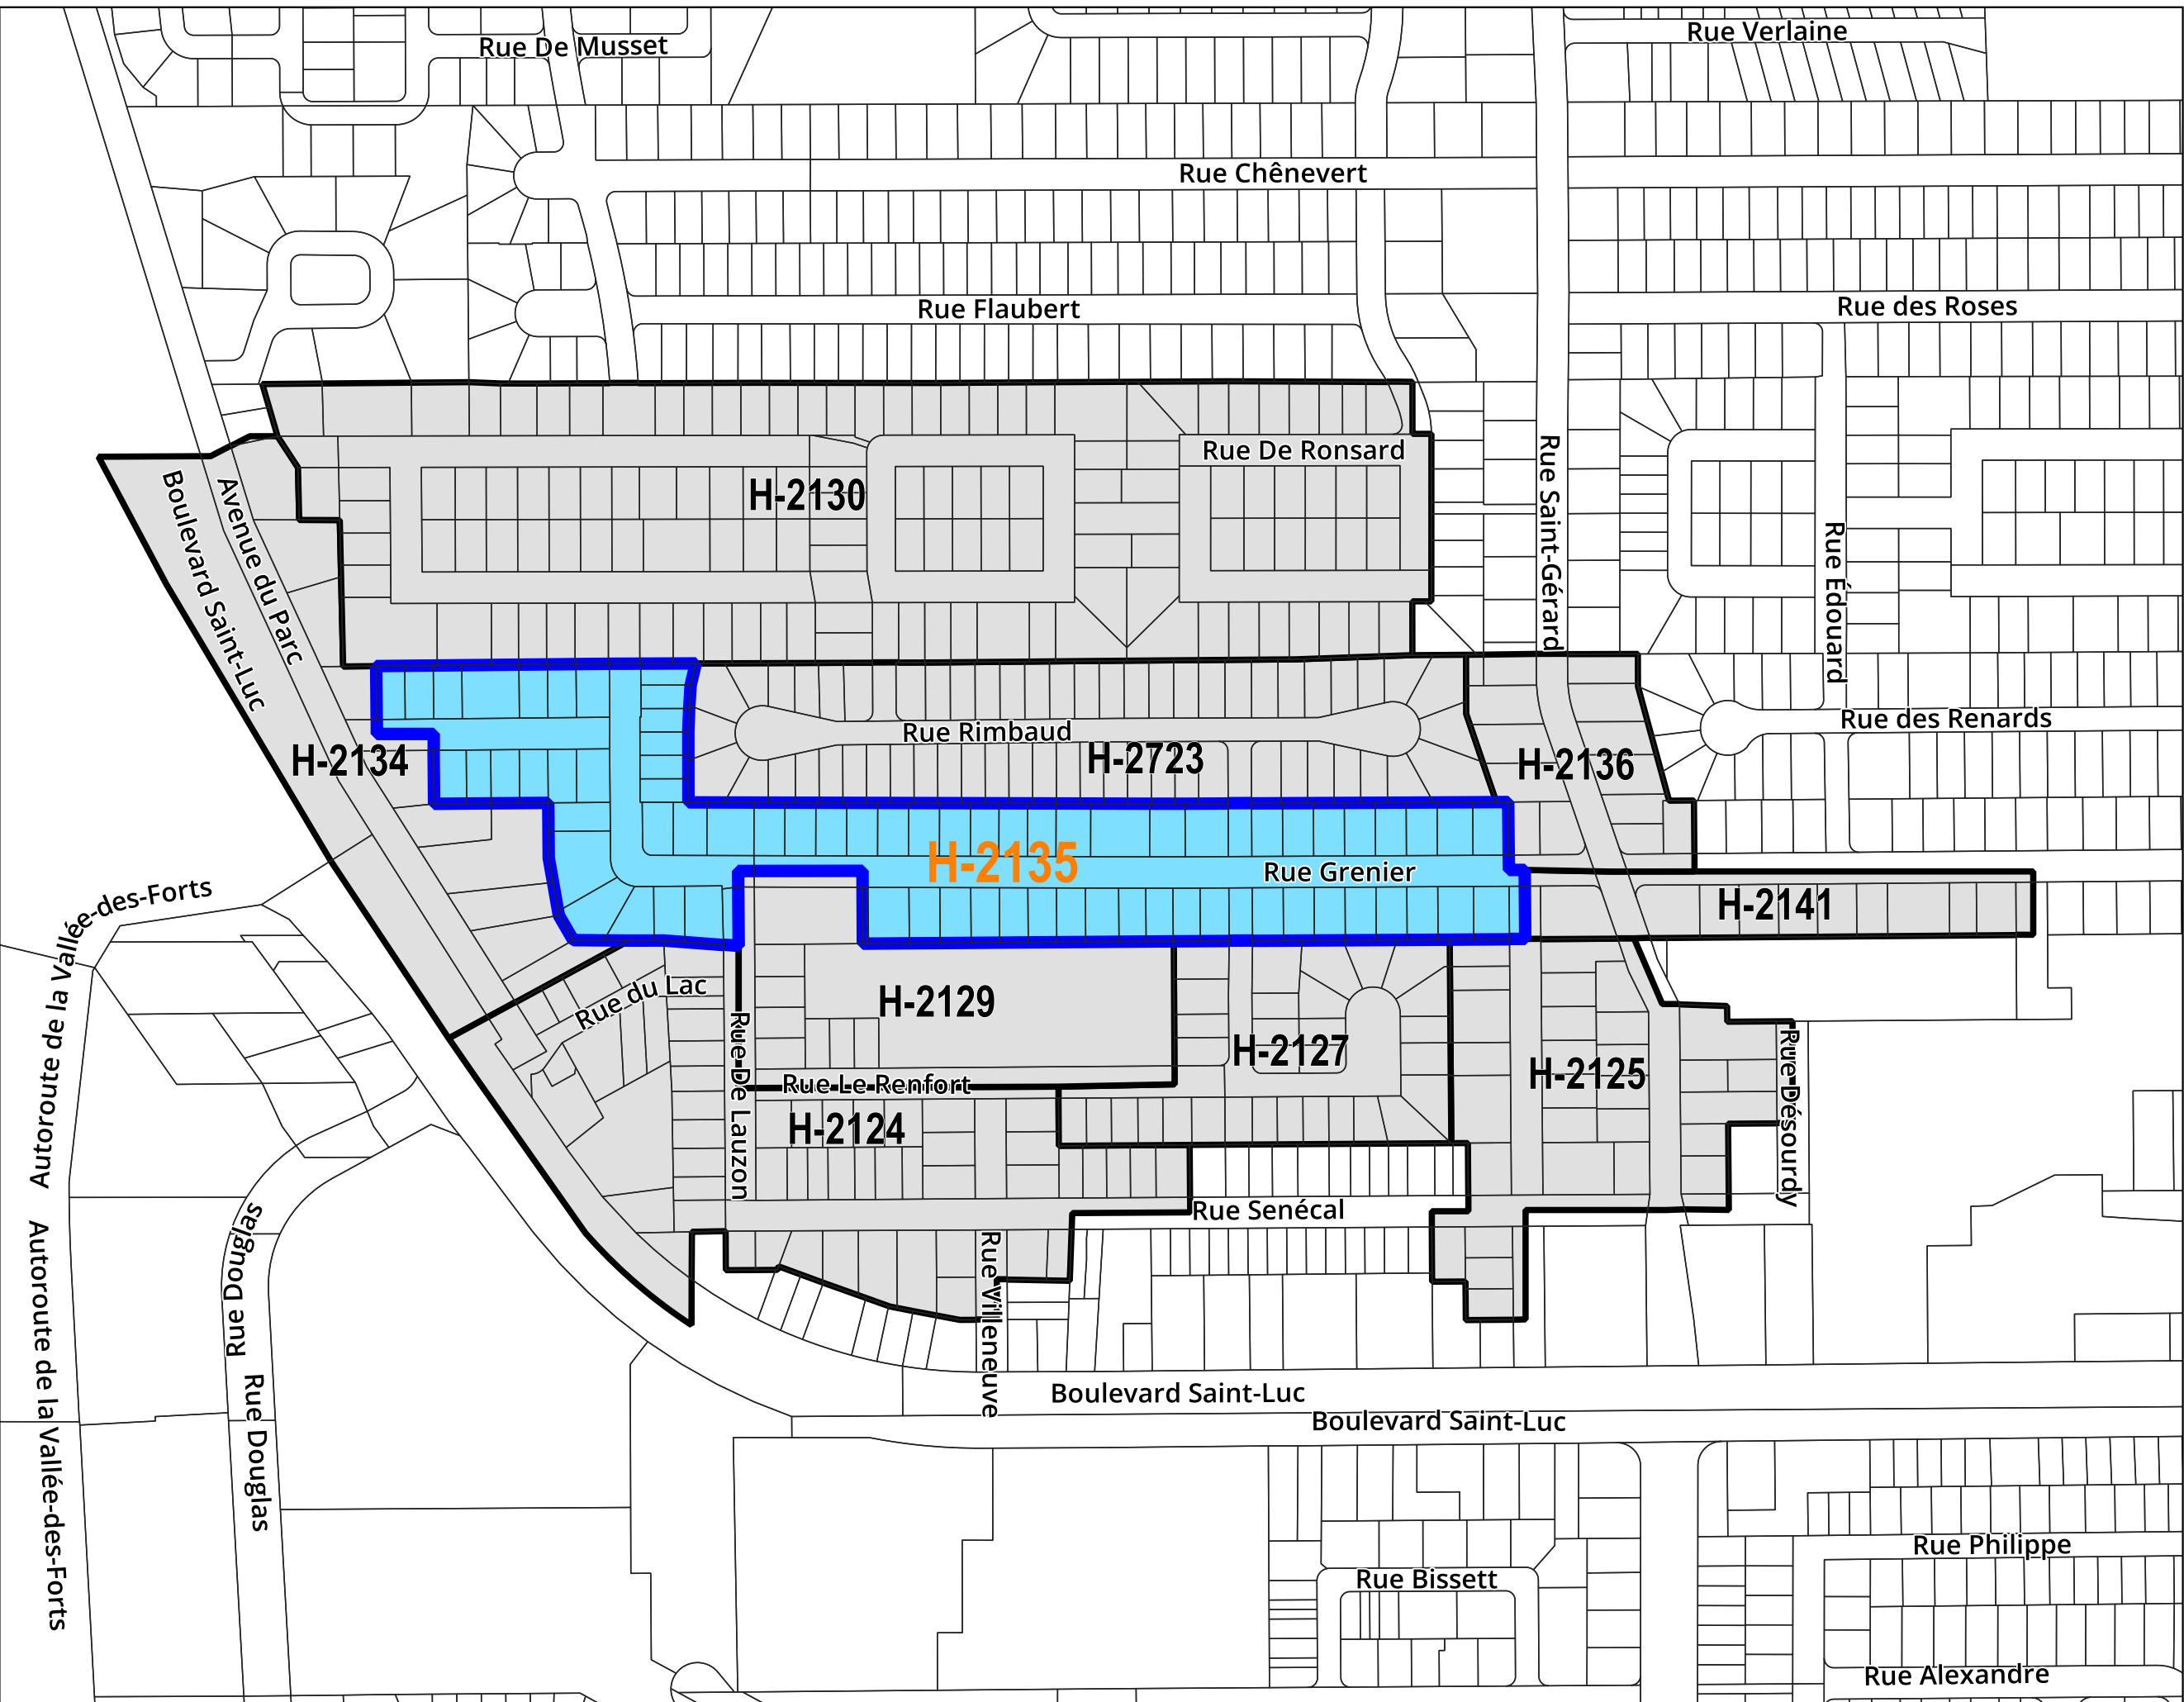 Rue De Musset
Rue Verlaine
Rue Chênevert
Rue Flaubert
Rue des Roses
Rue De Ronsard
H-2130
Rue Saint-Gérard
Rue Édouard
Avenue du Parc
Boulevard Saint-Luc
Rue Rimbaud
Rue des Renards
H-2134
H-2723
H-2136
H-2135
Rue Grenier
H-2141
Autoroute de la Vallée-des-Forts
Rue du Lac
H-2129
H-2127
H-2125
Rue De Lauzon
Rue Le Renfort
H-2124
Rue Désourdy
Rue Senécal
Rue Douglas
Rue Villeneuve
Autoroute de la Vallée-des-Forts
Boulevard Saint-Luc
Boulevard Saint-Luc
Rue Douglas
Rue Philippe
Rue Bissett
Rue Alexandre